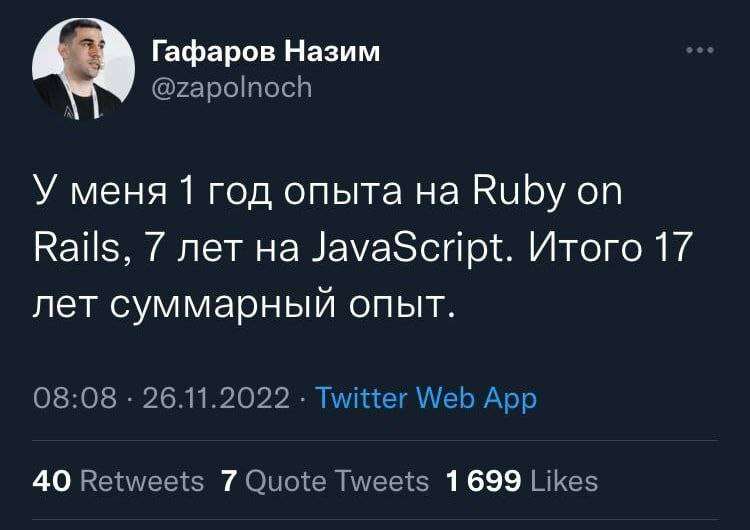 Гафаров Назим
@zapolnoch
У меня 1 год опыта на Ruby on
Rails, 7 лет на JavaScript. Итого 17
лет суммарный опыт.
08:08 · 26.11.2022 · Twitter Web App
40 Retweets 7 Quote Tweets 1 699 Likes